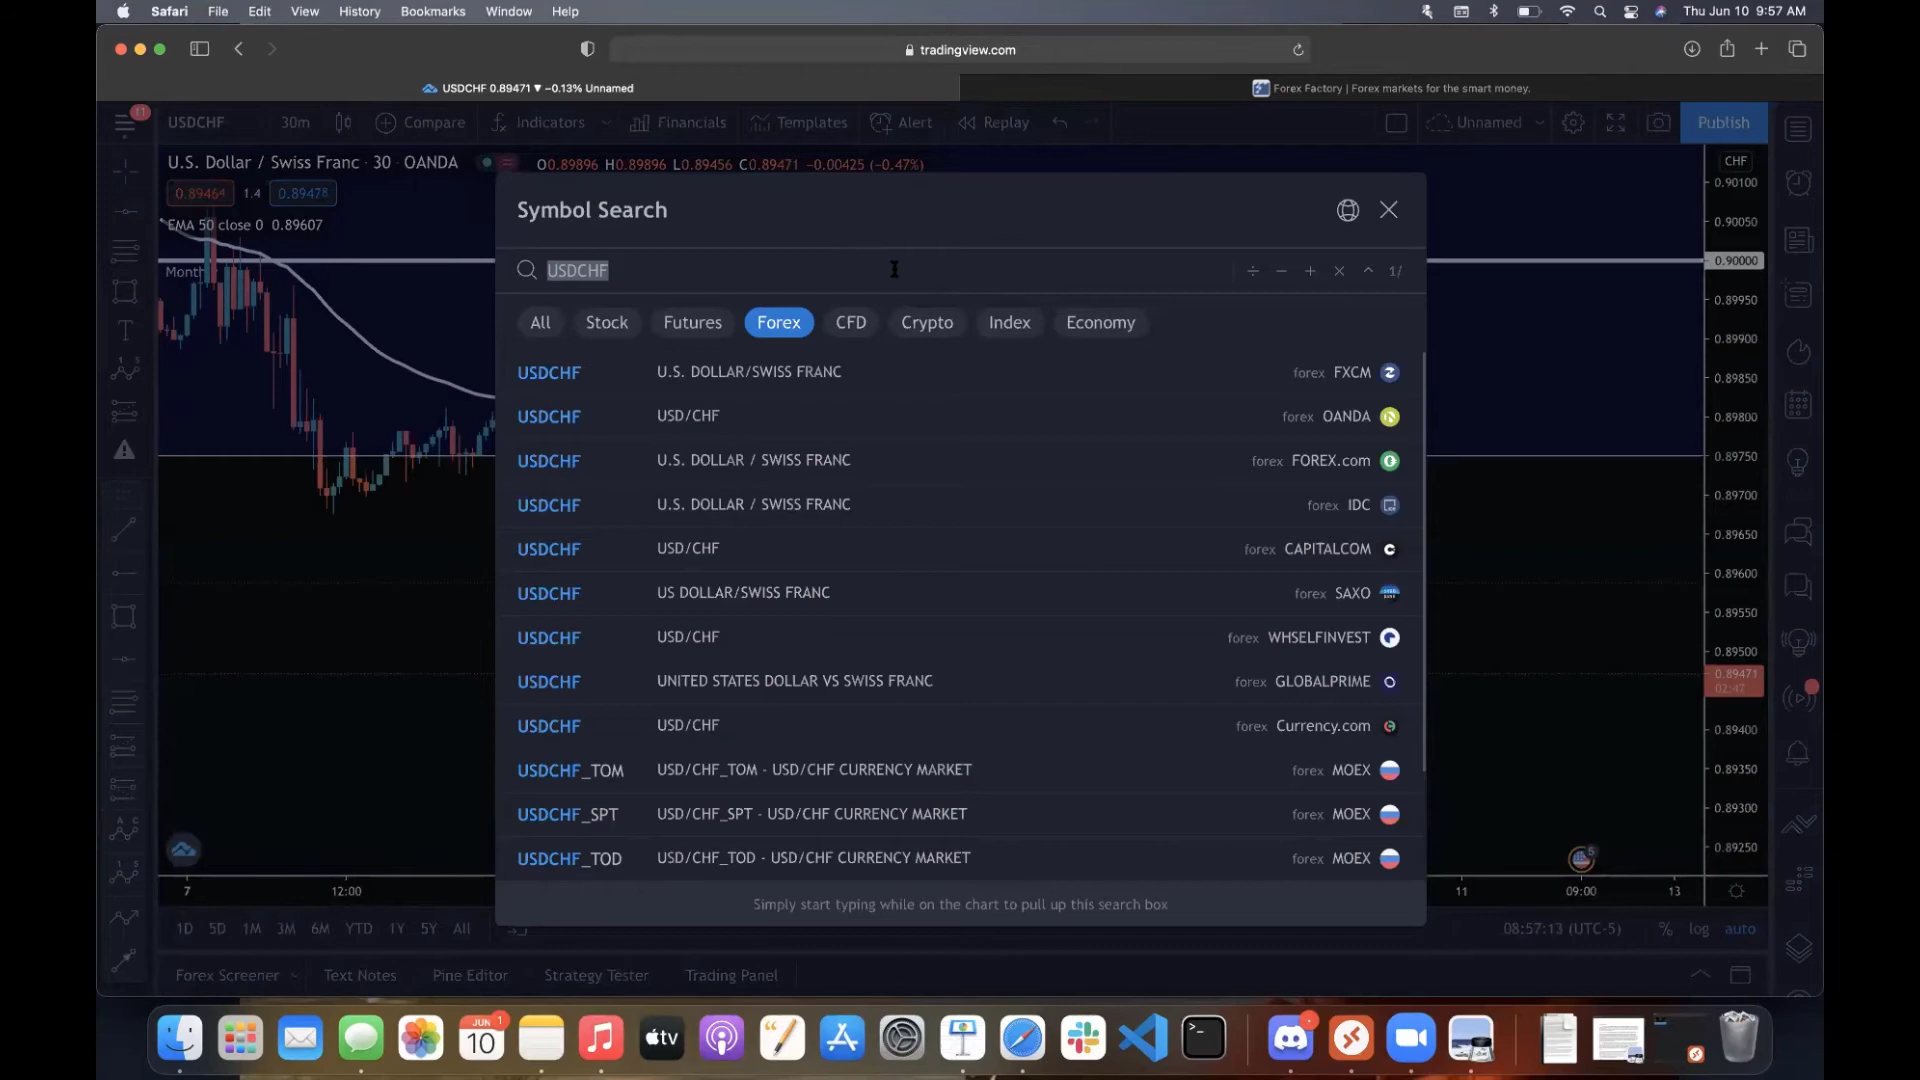 Safari File Edit View History Bookmarks Window Help Thu Jun 10 9:57 AM
tradingview.com
USDCHF 0.89471 ▼ −0.13% Unnamed Forex Factory | Forex markets for the smart money.
11
USDCHF 30m Compare Indicators Financials Templates Alert Replay Unnamed Publish
U.S. Dollar / Swiss Franc · 30 · OANDA O0.89896 H0.89896 L0.89456 C0.89471 −0.00425 (−0.47%)
CHF
0.89464 1.4 0.89478
EMA 50 close 0 0.89607
Month
Symbol Search
USDCHF 1/
All Stock Futures Forex CFD Crypto Index Economy
USDCHF U.S. DOLLAR/SWISS FRANC forex FXCM
USDCHF USD/CHF forex OANDA
USDCHF U.S. DOLLAR / SWISS FRANC forex FOREX.com
USDCHF U.S. DOLLAR / SWISS FRANC forex IDC
USDCHF USD/CHF forex CAPITALCOM
USDCHF US DOLLAR/SWISS FRANC forex SAXO
USDCHF USD/CHF forex WHSELFINVEST
USDCHF UNITED STATES DOLLAR VS SWISS FRANC forex GLOBALPRIME
USDCHF USD/CHF forex Currency.com
USDCHF_TOM USD/CHF_TOM - USD/CHF CURRENCY MARKET forex MOEX
USDCHF_SPT USD/CHF_SPT - USD/CHF CURRENCY MARKET forex MOEX
USDCHF_TOD USD/CHF_TOD - USD/CHF CURRENCY MARKET forex MOEX
Simply start typing while on the chart to pull up this search box
0.90100
0.90050
0.90000
0.89950
0.89900
0.89850
0.89800
0.89750
0.89700
0.89650
0.89600
0.89550
0.89500
0.89471
02:47
0.89400
0.89350
0.89300
0.89250
7 12:00 11 09:00 13
1D 5D 1M 3M 6M YTD 1Y 5Y All 08:57:13 (UTC-5) % log auto
Forex Screener Text Notes Pine Editor Strategy Tester Trading Panel
JUN 1
10
tv